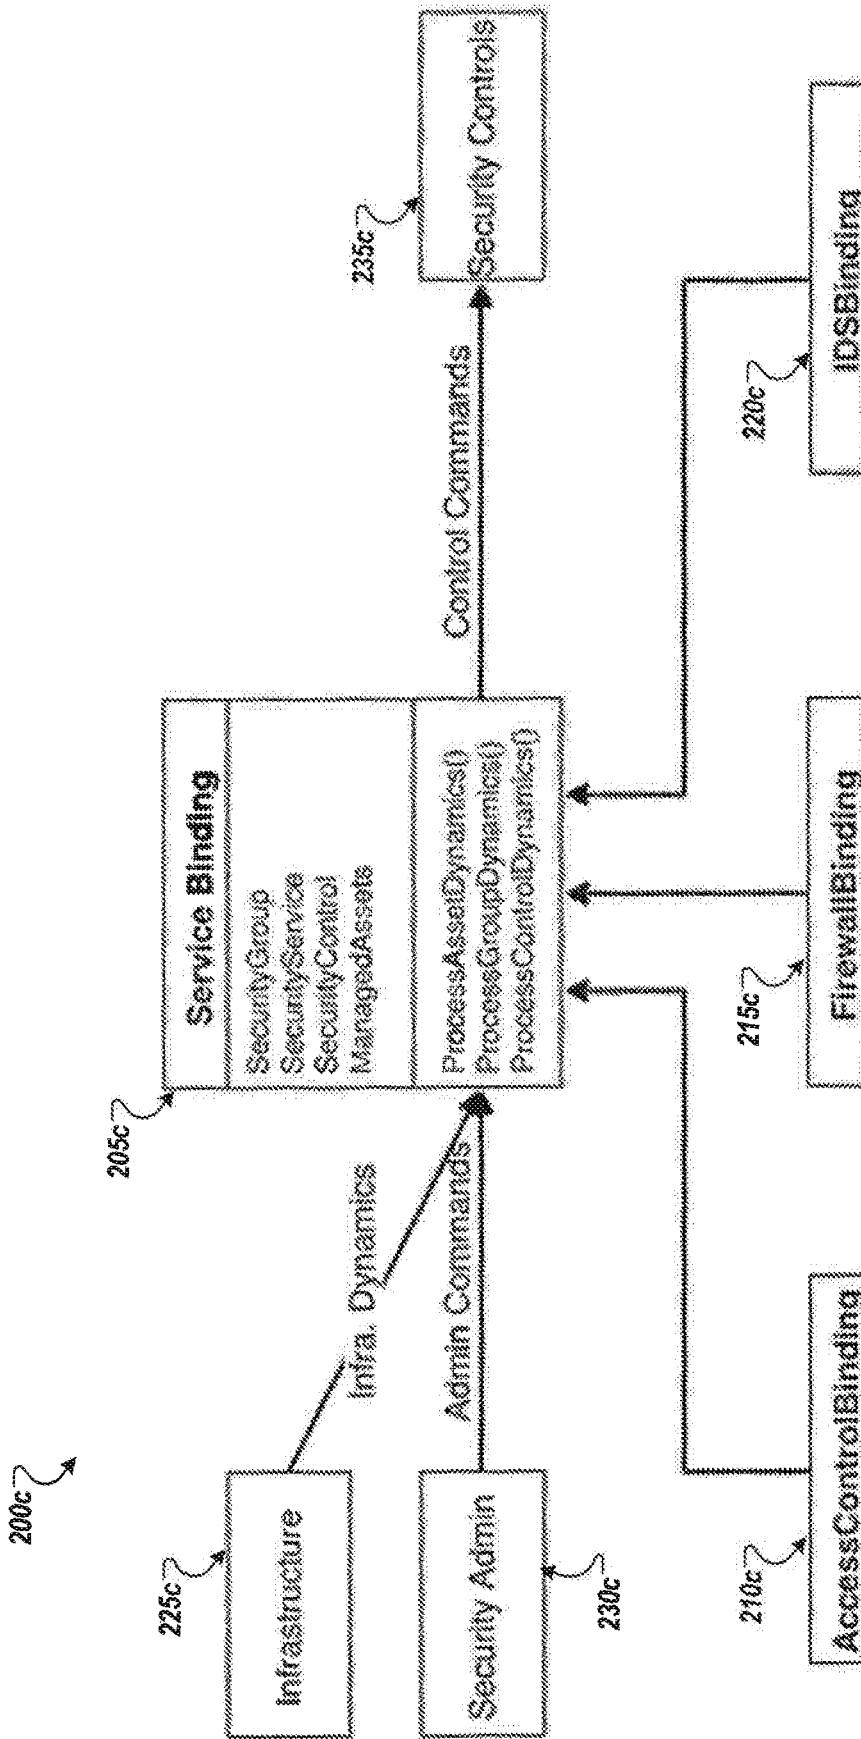 200c
225c
Infrastructure
Infra. Dynamics
230c
Security Admin
Admin Commands
205c
Service Binding
SecurityGroup
SecurityService
SecurityControl
ManagedAssets
ProcessAssetDynamics()
ProcessGroupDynamics()
ProcessControlDynamics()
Control Commands
235c
Security Controls
210c
AccessControlBinding
215c
FirewallBinding
220c
IDSBinding